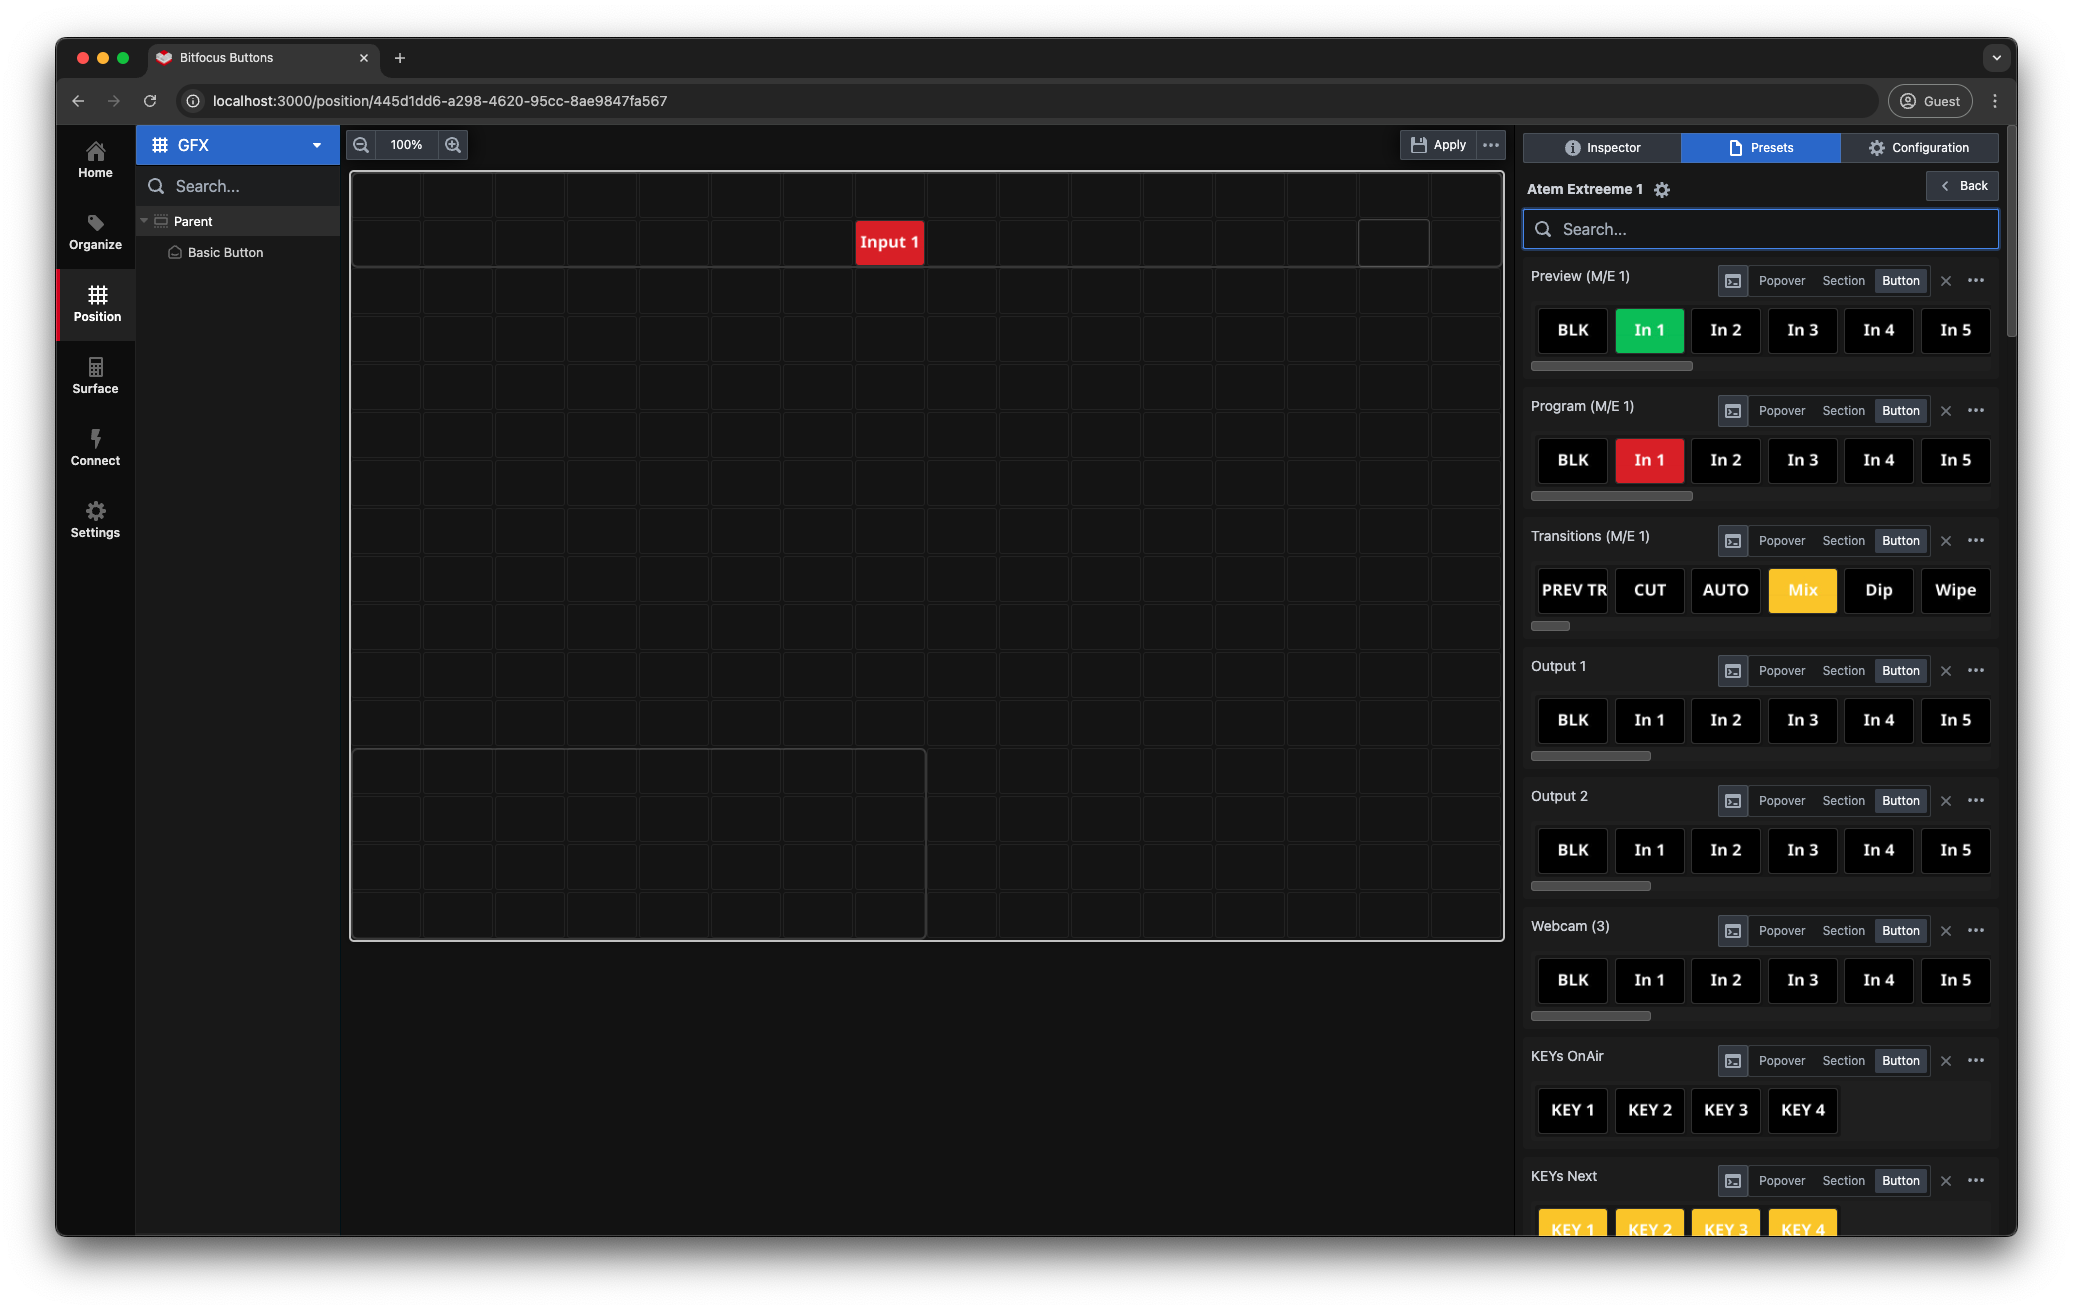 Bitfocus Buttons
localhost:3000/position/445d1dd6-a298-4620-95cc-8ae9847fa567
Guest
Home
Organize
Position
Surface
Connect
Settings
GFX
Search...
Parent
Basic Button
100%
Apply
Input 1
Inspector
Presets
Configuration
Atem Extreeme 1
Back
Search...
Preview (M/E 1)
Popover Section Button
BLK In 1 In 2 In 3 In 4 In 5
Program (M/E 1)
Popover Section Button
BLK In 1 In 2 In 3 In 4 In 5
Transitions (M/E 1)
Popover Section Button
PREV TR CUT AUTO Mix Dip Wipe
Output 1
Popover Section Button
BLK In 1 In 2 In 3 In 4 In 5
Output 2
Popover Section Button
BLK In 1 In 2 In 3 In 4 In 5
Webcam (3)
Popover Section Button
BLK In 1 In 2 In 3 In 4 In 5
KEYs OnAir
Popover Section Button
KEY 1 KEY 2 KEY 3 KEY 4
KEYs Next
Popover Section Button
KEY 1 KEY 2 KEY 3 KEY 4